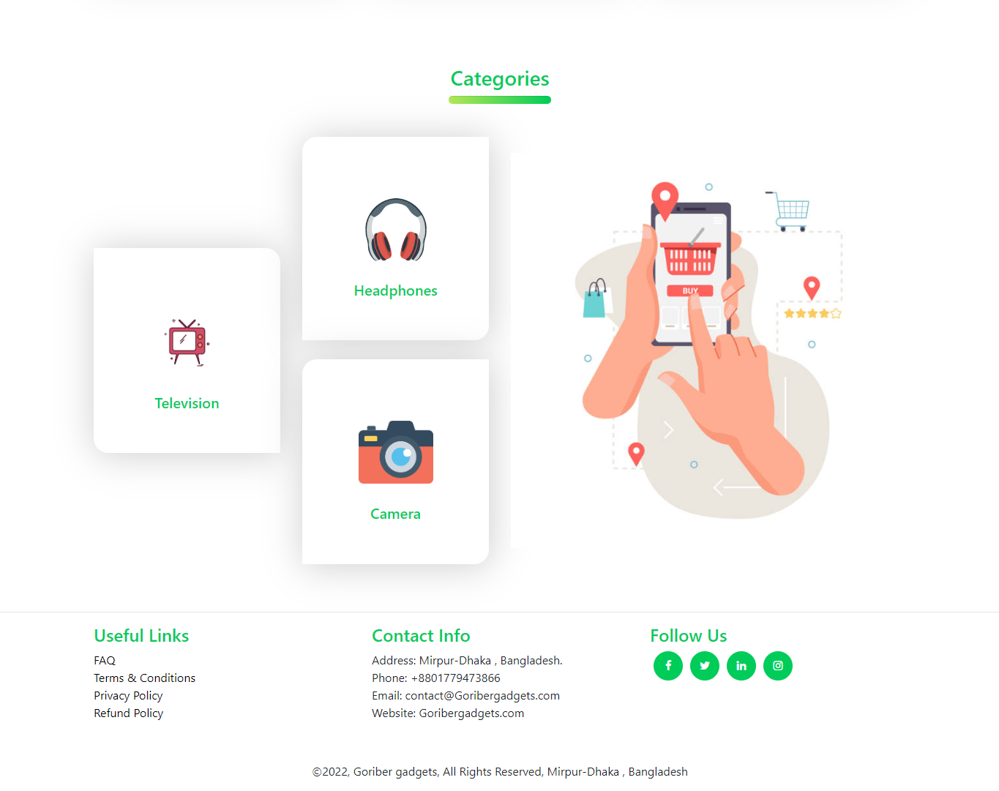 Categories
Headphones
Television
Camera
BUY
Useful Links
FAQ
Terms & Conditions
Privacy Policy
Refund Policy
Contact Info
Address: Mirpur-Dhaka , Bangladesh.
Phone: +8801779473866
Email: contact@Goribergadgets.com
Website: Goribergadgets.com
Follow Us
©2022, Goriber gadgets, All Rights Reserved, Mirpur-Dhaka , Bangladesh